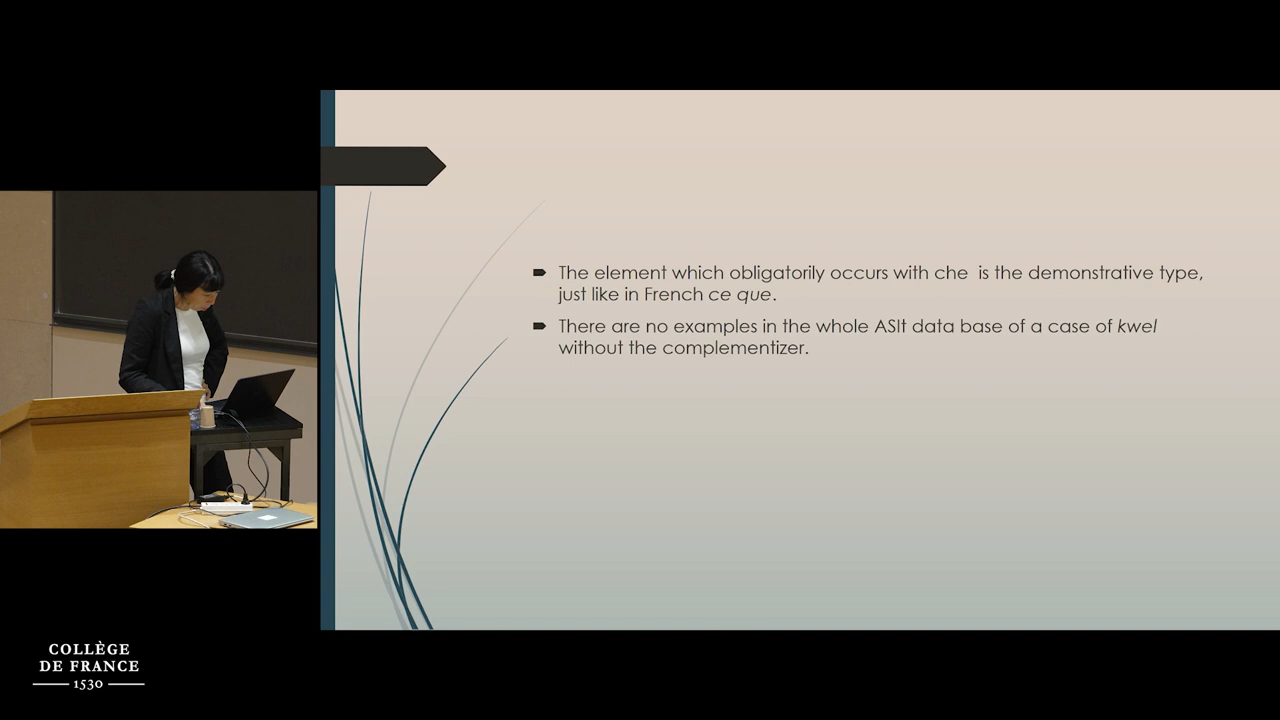 The element which obligatorily occurs with che is the demonstrative type,
just like in French ce que.
There are no examples in the whole ASIt data base of a case of kwel
without the complementizer.
COLLÈGE
DE FRANCE
1530